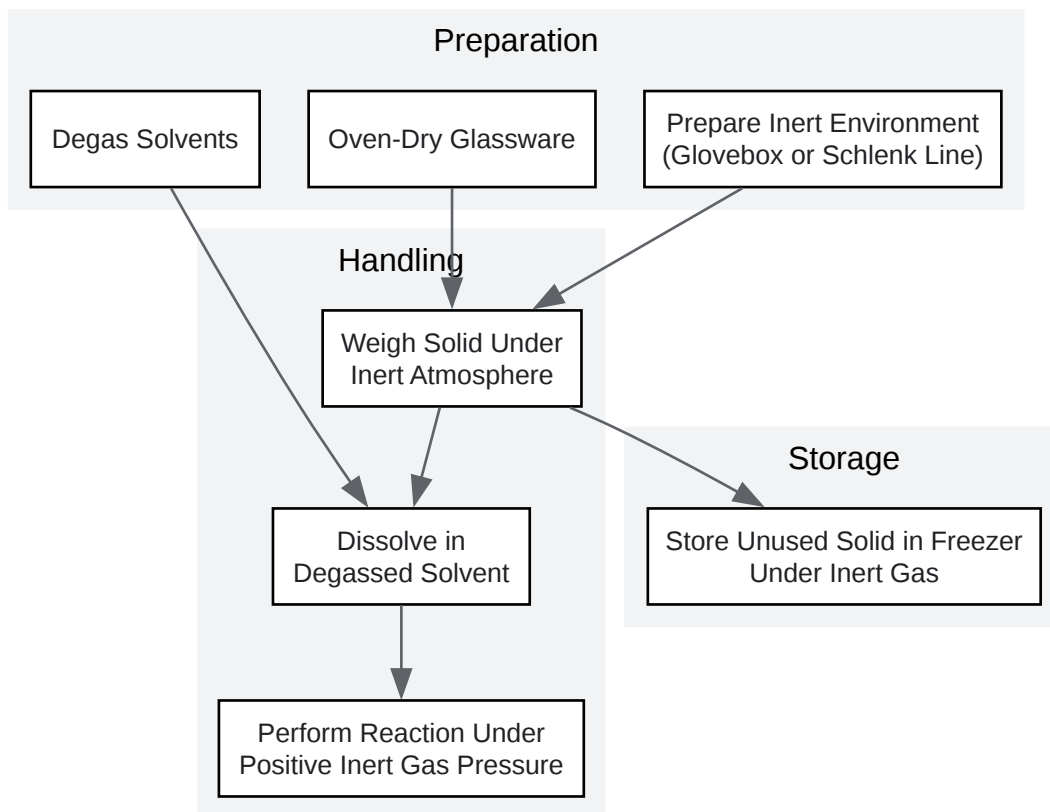 Preparation
Degas Solvents
Oven-Dry Glassware
Prepare Inert Environment
(Glovebox or Schlenk Line)
Handling
Weigh Solid Under
Inert Atmosphere
Storage
Dissolve in
Degassed Solvent
Store Unused Solid in Freezer
Under Inert Gas
Perform Reaction Under
Positive Inert Gas Pressure